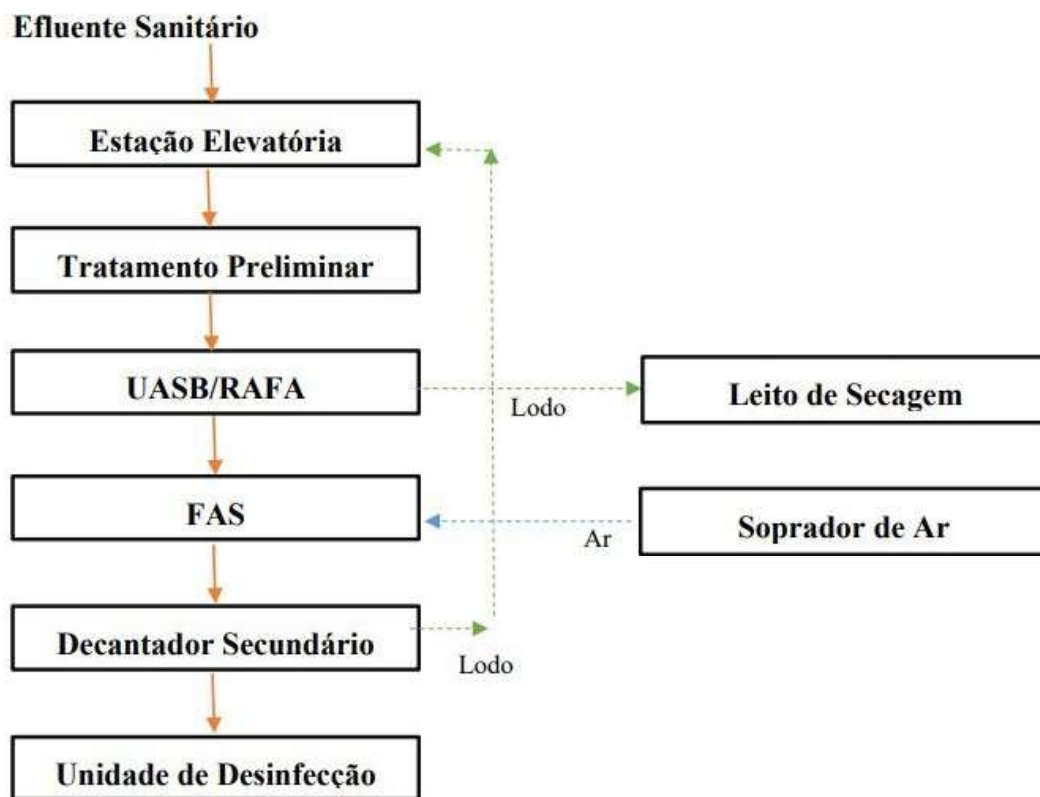 Efluente Sanitário
Estação Elevatória
Tratamento Preliminar
UASB/RAFA
Lodo
Leito de Secagem
FAS
Ar
Soprador de Ar
Decantador Secundário
Lodo
Unidade de Desinfecção